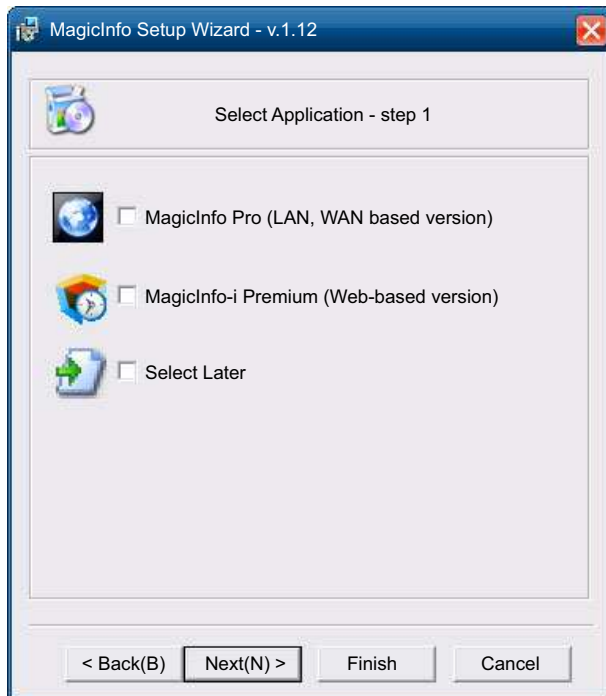 MagicInfo Setup Wizard - v.1.12
Select Application - step 1
MagicInfo Pro (LAN, WAN based version)
MagicInfo-i Premium (Web-based version)
Select Later
< Back(B) Next(N) > Finish Cancel